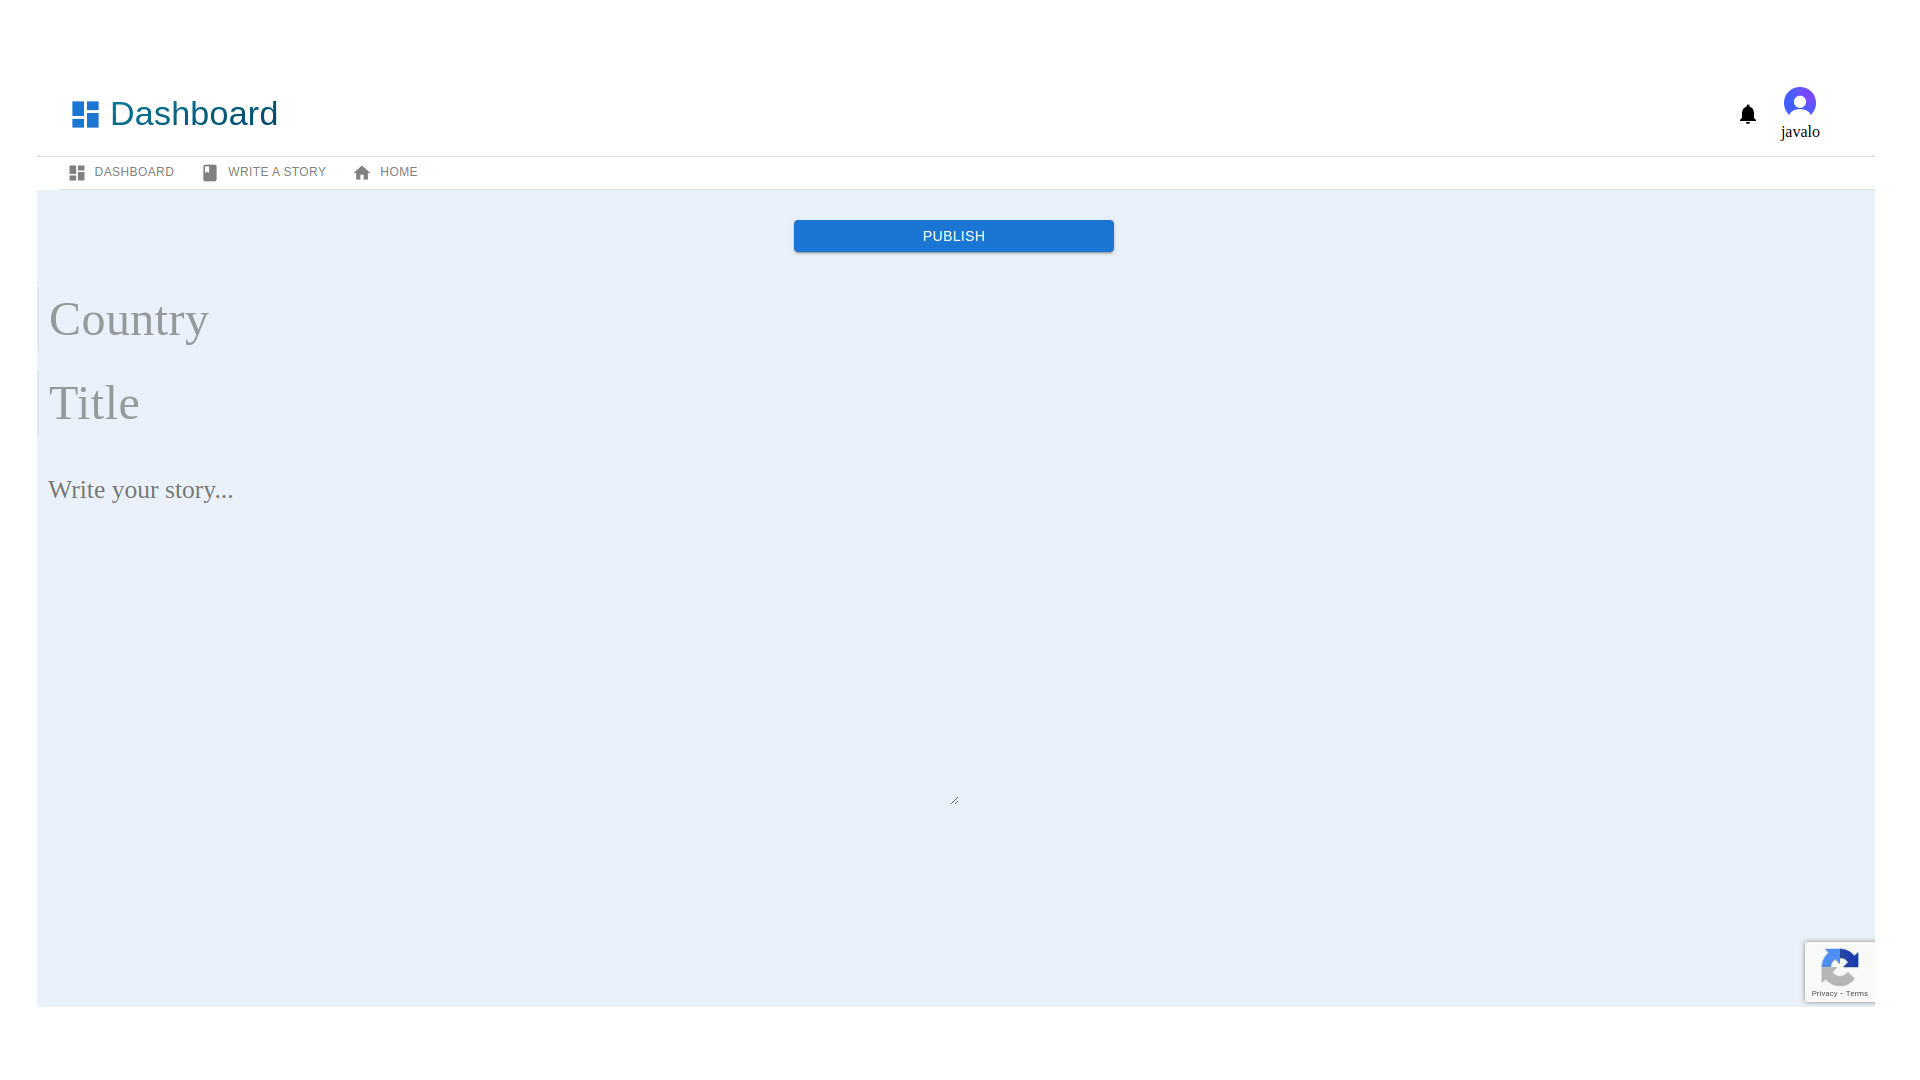 Dashboard
javalo
DASHBOARD WRITE A STORY HOME
PUBLISH
Country
Title
Write your story...
Privacy - Terms